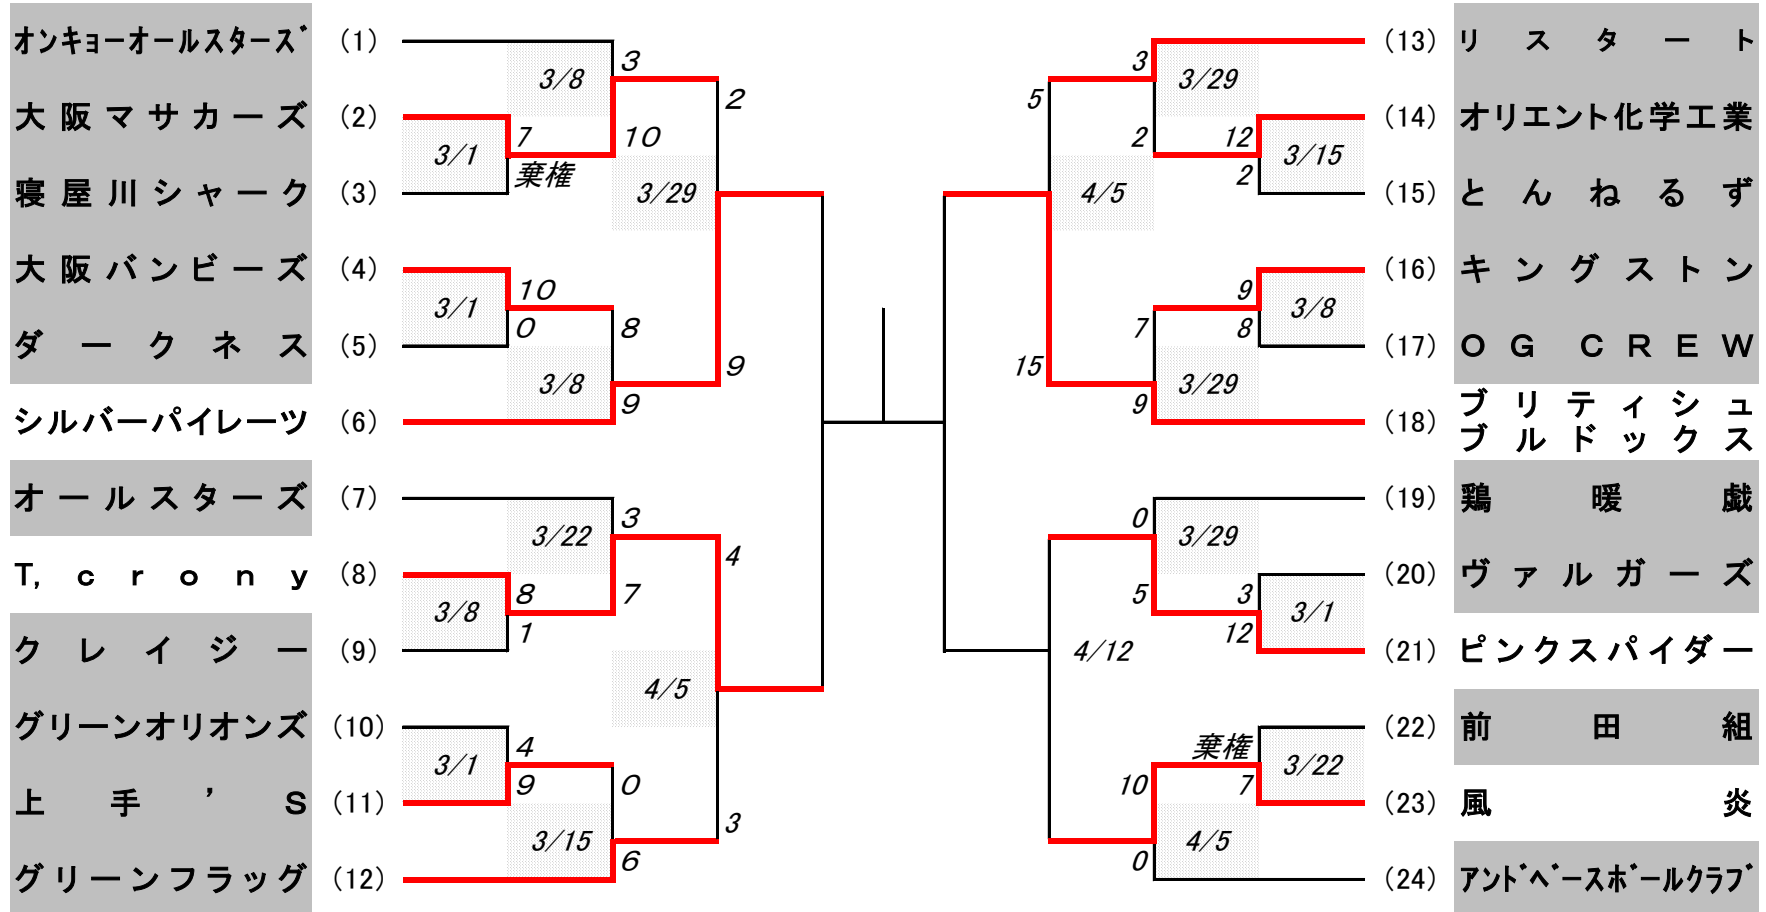 オンキョーオールスターズ (1)
3/8
3
大阪マサカーズ (2)
3/1
7
棄権
10
2
寝屋川シャーク (3)
3/29
大阪バンビーズ (4)
3/1
10
0
8
ダークネス (5)
3/8
9
9
シルバーパイレーツ (6)
オールスターズ (7)
3/22
3
4
T,crony (8)
3/8
8
1
7
クレイジー (9)
4/5
グリーンオリオンズ (10)
3/1
4
9
0
上手’S (11)
3/15
6
3
グリーンフラッグ (12)
(13) リスタート
3
3/29
5
(14) オリエント化学工業
2
12
3/15
2
(15) とんねるず
4/5
(16) キングストン
9
3/8
8
7
(17) OG CREW
15
3/29
9
(18) ブリティシュ
ブルドックス
(19) 鶏暖戯
0
3/29
(20) ヴァルガーズ
5
3
3/1
12
(21) ピンクスパイダー
4/12
(22) 前田組
棄権
3/22
7
10
(23) 風炎
4/5
0
(24) アンドベースボールクラブ